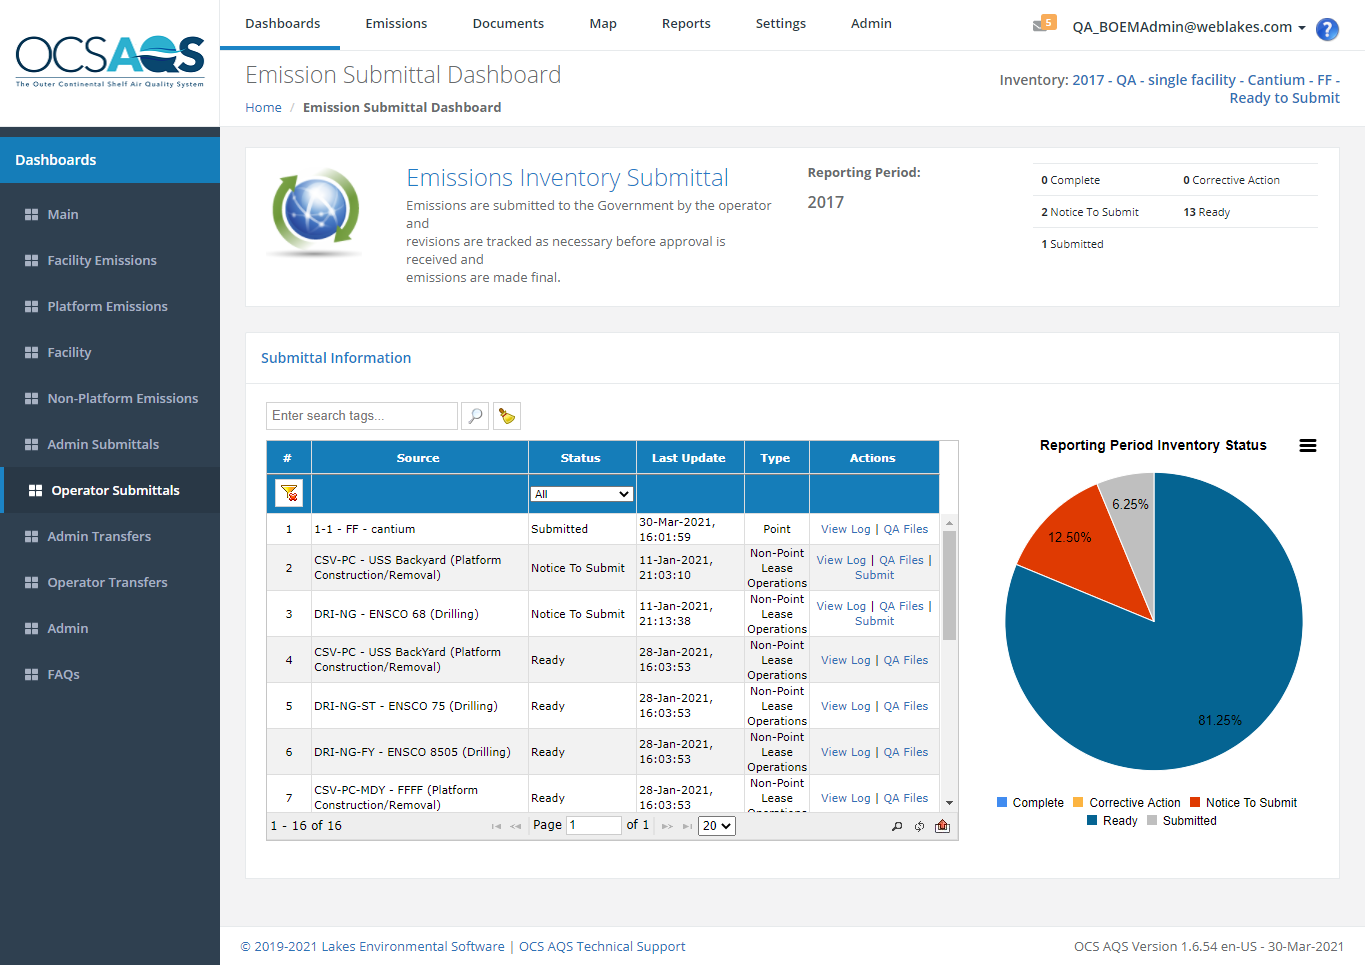 OCSAQS
The Outer Continental Shelf Air Quality System
Dashboards
Emissions
Documents
Map
Reports
Settings
Admin
5
QA_BOEMAdmin@weblakes.com
?
Emission Submittal Dashboard
Home / Emission Submittal Dashboard
Inventory: 2017 - QA - single facility - Cantium - FF -
Ready to Submit
Dashboards
Main
Facility Emissions
Platform Emissions
Facility
Non-Platform Emissions
Admin Submittals
Operator Submittals
Admin Transfers
Operator Transfers
Admin
FAQs
Emissions Inventory Submittal
Emissions are submitted to the Government by the operator
and
revisions are tracked as necessary before approval is
received and
emissions are made final.
Reporting Period:
2017
0 Complete
0 Corrective Action
2 Notice To Submit
13 Ready
1 Submitted
Submittal Information
Enter search tags...
# Source Status Last Update Type Actions
All
1 1-1 - FF - cantium Submitted 30-Mar-2021, 16:01:59 Point View Log | QA Files
2 CSV-PC - USS Backyard (Platform Construction/Removal) Notice To Submit 11-Jan-2021, 21:03:10 Non-Point Lease Operations View Log | QA Files | Submit
3 DRI-NG - ENSCO 68 (Drilling) Notice To Submit 11-Jan-2021, 21:13:38 Non-Point Lease Operations View Log | QA Files | Submit
4 CSV-PC - USS BackYard (Platform Construction/Removal) Ready 28-Jan-2021, 16:03:53 Non-Point Lease Operations View Log | QA Files
5 DRI-NG-ST - ENSCO 75 (Drilling) Ready 28-Jan-2021, 16:03:53 Non-Point Lease Operations View Log | QA Files
6 DRI-NG-FY - ENSCO 8505 (Drilling) Ready 28-Jan-2021, 16:03:53 Non-Point Lease Operations View Log | QA Files
7 CSV-PC-MDY - FFFF (Platform Construction/Removal) Ready 28-Jan-2021, 16:03:53 Non-Point Lease Operations View Log | QA Files
1 - 16 of 16
Page 1 of 1
20
Reporting Period Inventory Status
6.25%
12.50%
81.25%
Complete Corrective Action Notice To Submit
Ready Submitted
© 2019-2021 Lakes Environmental Software | OCS AQS Technical Support
OCS AQS Version 1.6.54 en-US - 30-Mar-2021